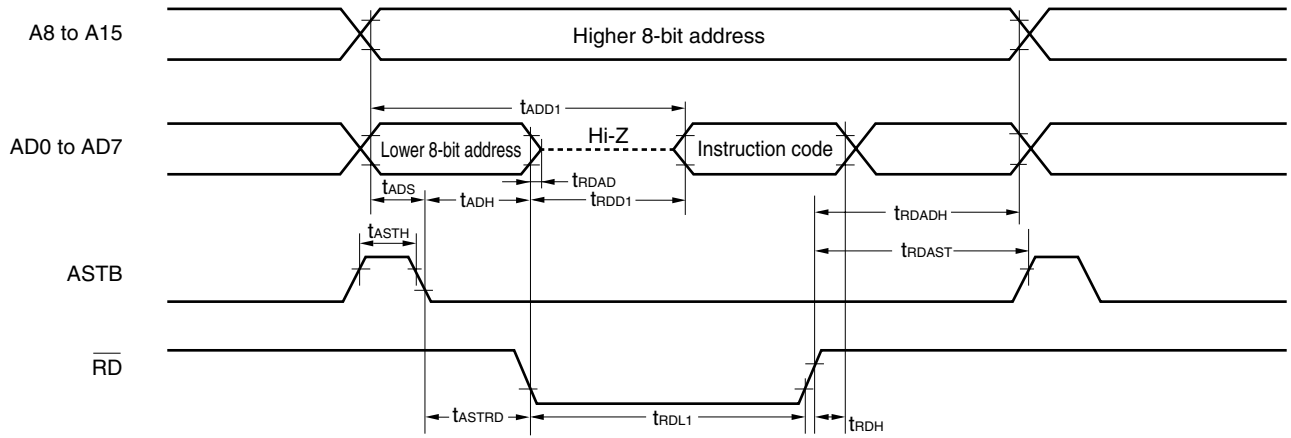 A8 to A15
Higher 8-bit address
tADD1
AD0 to AD7
Lower 8-bit address
Hi-Z
Instruction code
tRDAD
tADS
tADH
tRDD1
tRDADH
tASTH
tRDAST
ASTB
RD
tASTRD
tRDL1
tRDH